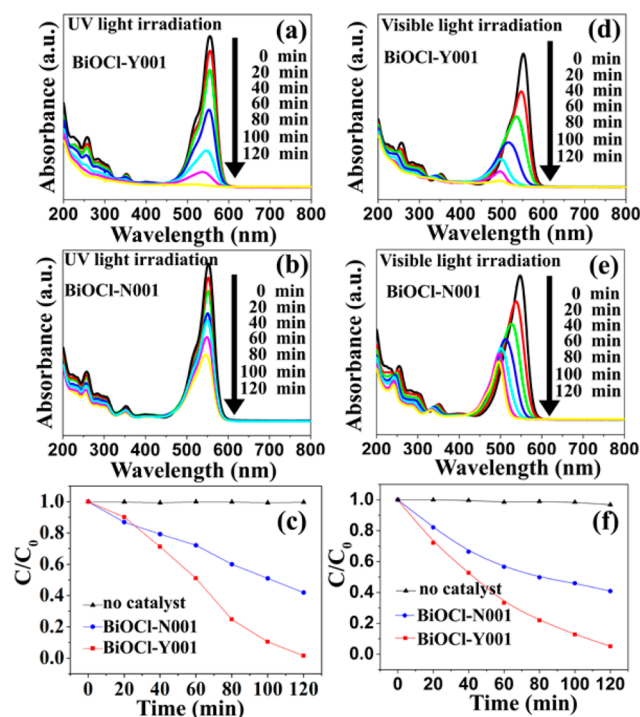 (a)
UV light irradiation
BiOCl-Y001
0 min
20 min
40 min
60 min
80 min
100 min
120 min
Absorbance (a.u.)
200 300 400 500 600 700 800
Wavelength (nm)
(d)
Visible light irradiation
BiOCl-Y001
0 min
20 min
40 min
60 min
80 min
100 min
120 min
Absorbance (a.u.)
200 300 400 500 600 700 800
Wavelength (nm)
(b)
UV light irradiation
BiOCl-N001
0 min
20 min
40 min
60 min
80 min
100 min
120 min
Absorbance (a.u.)
200 300 400 500 600 700 800
Wavelength (nm)
(e)
Visible light irradiation
BiOCl-N001
0 min
20 min
40 min
60 min
80 min
100 min
120 min
Absorbance (a.u.)
200 300 400 500 600 700 800
Wavelength (nm)
(c)
C/C0
1.0
0.8
0.6
0.4
0.2
0.0
no catalyst
BiOCl-N001
BiOCl-Y001
0 20 40 60 80 100 120
Time (min)
(f)
C/C0
1.0
0.8
0.6
0.4
0.2
0.0
no catalyst
BiOCl-N001
BiOCl-Y001
0 20 40 60 80 100 120
Time (min)